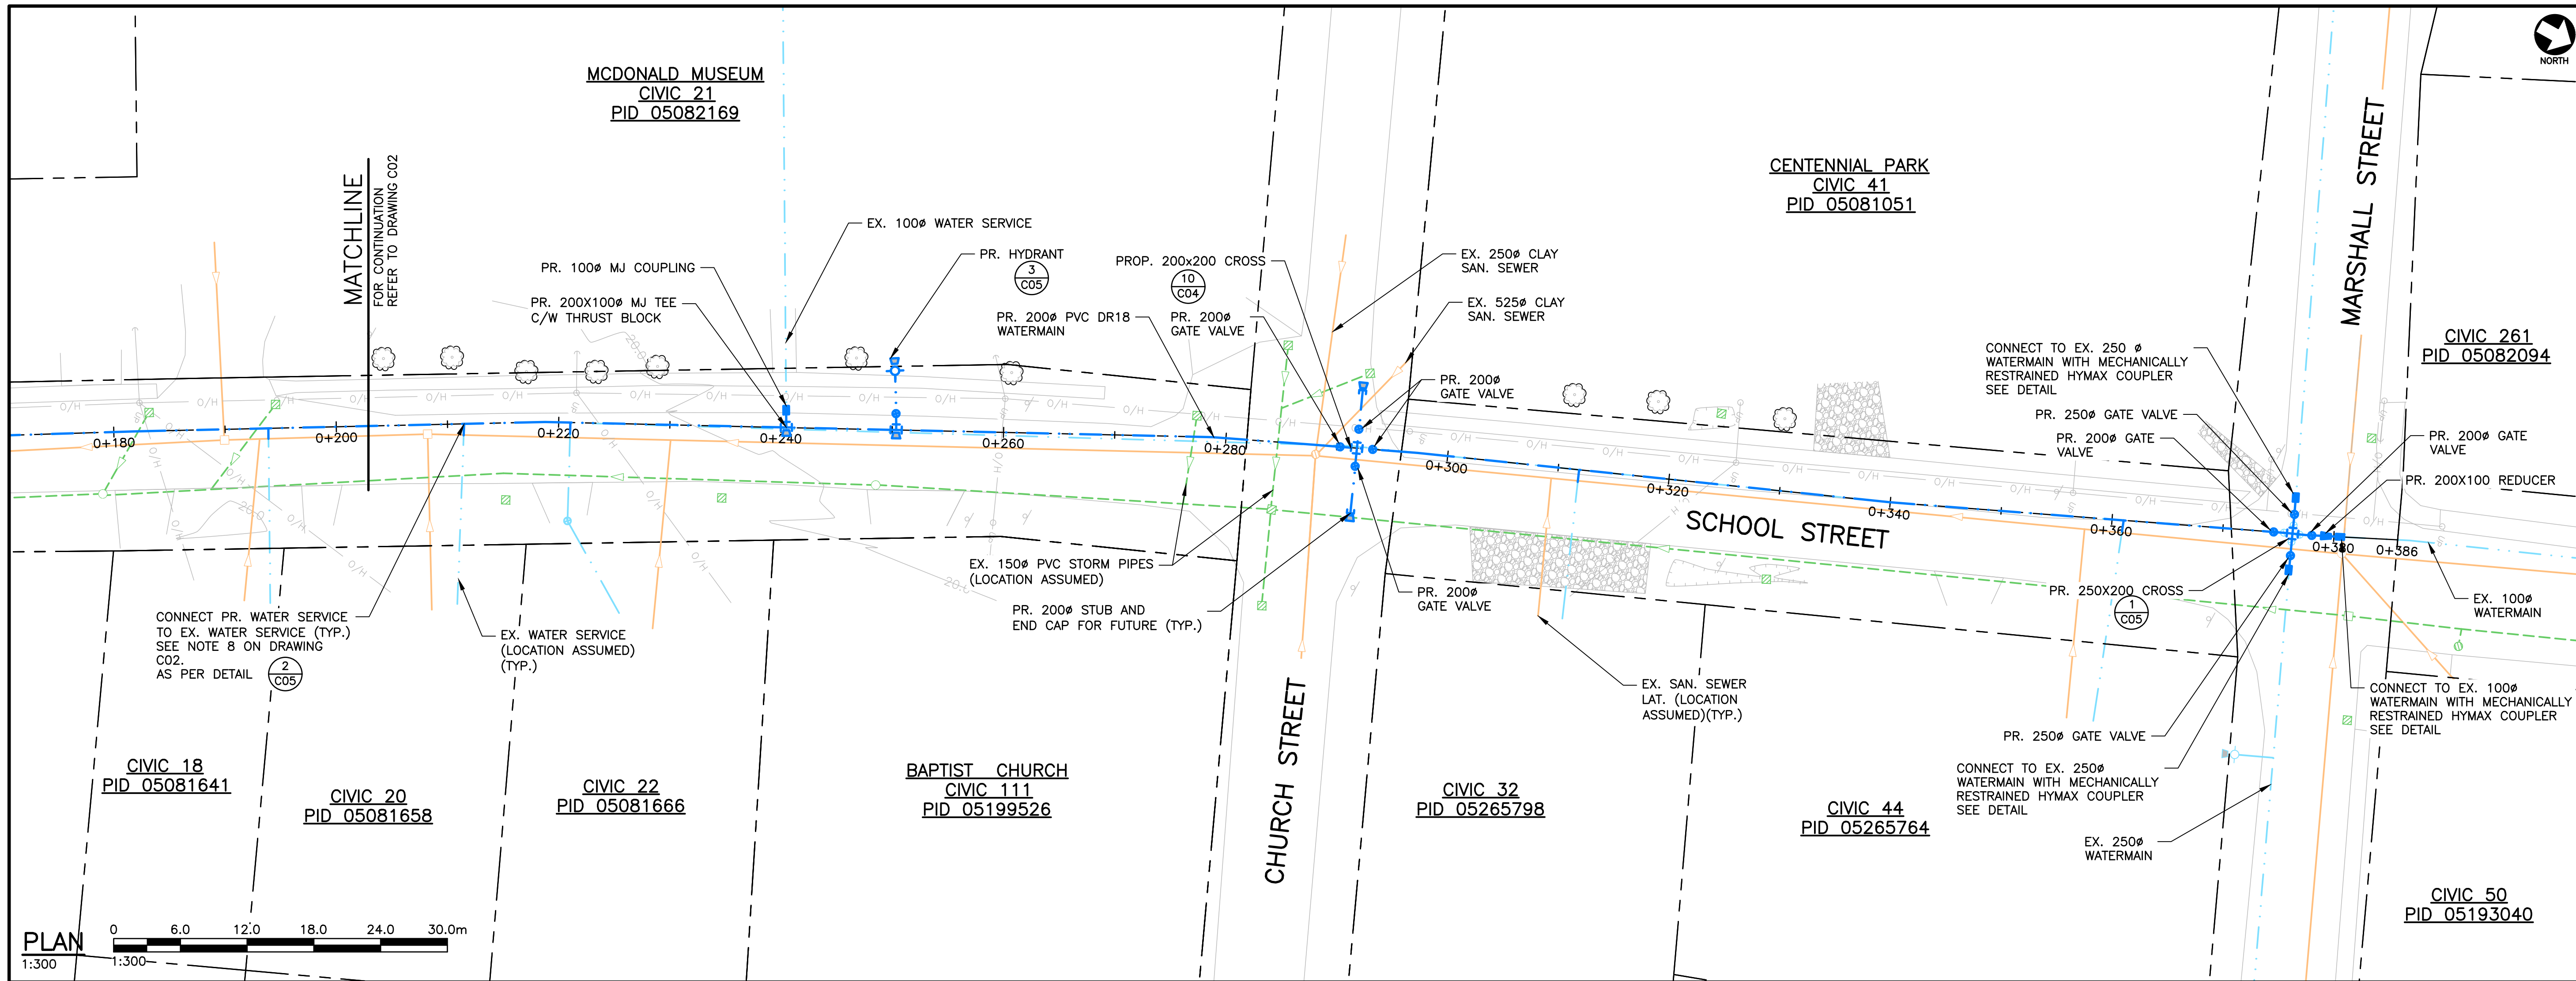 NORTH
MCDONALD MUSEUM
CIVIC 21
PID 05082169
MATCHLINE
FOR CONTINUATION
REFER TO DRAWING C02
EX. 100ø WATER SERVICE
PR. 100ø MJ COUPLING
PR. 200X100ø MJ TEE
C/W THRUST BLOCK
PR. HYDRANT
3
C05
PROP. 200x200 CROSS
10
C04
PR. 200ø PVC DR18
WATERMAIN
PR. 200ø
GATE VALVE
EX. 250ø CLAY
SAN. SEWER
EX. 525ø CLAY
SAN. SEWER
PR. 200ø
GATE VALVE
CENTENNIAL PARK
CIVIC 41
PID 05081051
MARSHALL STREET
CIVIC 261
PID 05082094
CONNECT TO EX. 250 ø
WATERMAIN WITH MECHANICALLY
RESTRAINED HYMAX COUPLER
SEE DETAIL
PR. 250ø GATE VALVE
PR. 200ø GATE
VALVE
PR. 200ø GATE
VALVE
PR. 200X100 REDUCER
0+180
0+200
0+220
0+240
0+260
0+280
0+300
0+320
0+340
0+360
0+380
0+386
SCHOOL STREET
CONNECT PR. WATER SERVICE
TO EX. WATER SERVICE (TYP.)
SEE NOTE 8 ON DRAWING
C02.
AS PER DETAIL
2
C05
EX. WATER SERVICE
(LOCATION ASSUMED)
(TYP.)
EX. 150ø PVC STORM PIPES
(LOCATION ASSUMED)
PR. 200ø STUB AND
END CAP FOR FUTURE (TYP.)
PR. 200ø
GATE VALVE
EX. SAN. SEWER
LAT. (LOCATION
ASSUMED)(TYP.)
PR. 250X200 CROSS
1
C05
EX. 100ø
WATERMAIN
CONNECT TO EX. 100ø
WATERMAIN WITH MECHANICALLY
RESTRAINED HYMAX COUPLER
SEE DETAIL
PR. 250ø GATE VALVE
CONNECT TO EX. 250ø
WATERMAIN WITH MECHANICALLY
RESTRAINED HYMAX COUPLER
SEE DETAIL
EX. 250ø
WATERMAIN
CHURCH STREET
CIVIC 18
PID 05081641
CIVIC 20
PID 05081658
CIVIC 22
PID 05081666
BAPTIST CHURCH
CIVIC 111
PID 05199526
CIVIC 32
PID 05265798
CIVIC 44
PID 05265764
CIVIC 50
PID 05193040
PLAN
1:300
0 6.0 12.0 18.0 24.0 30.0m
1:300